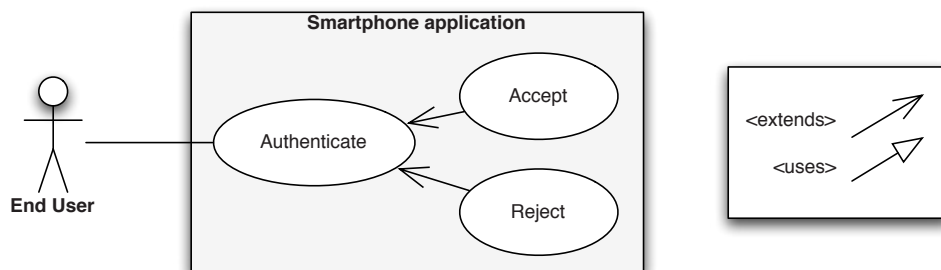 Smartphone application
Accept
Authenticate
Reject
End User
<extends>
<uses>